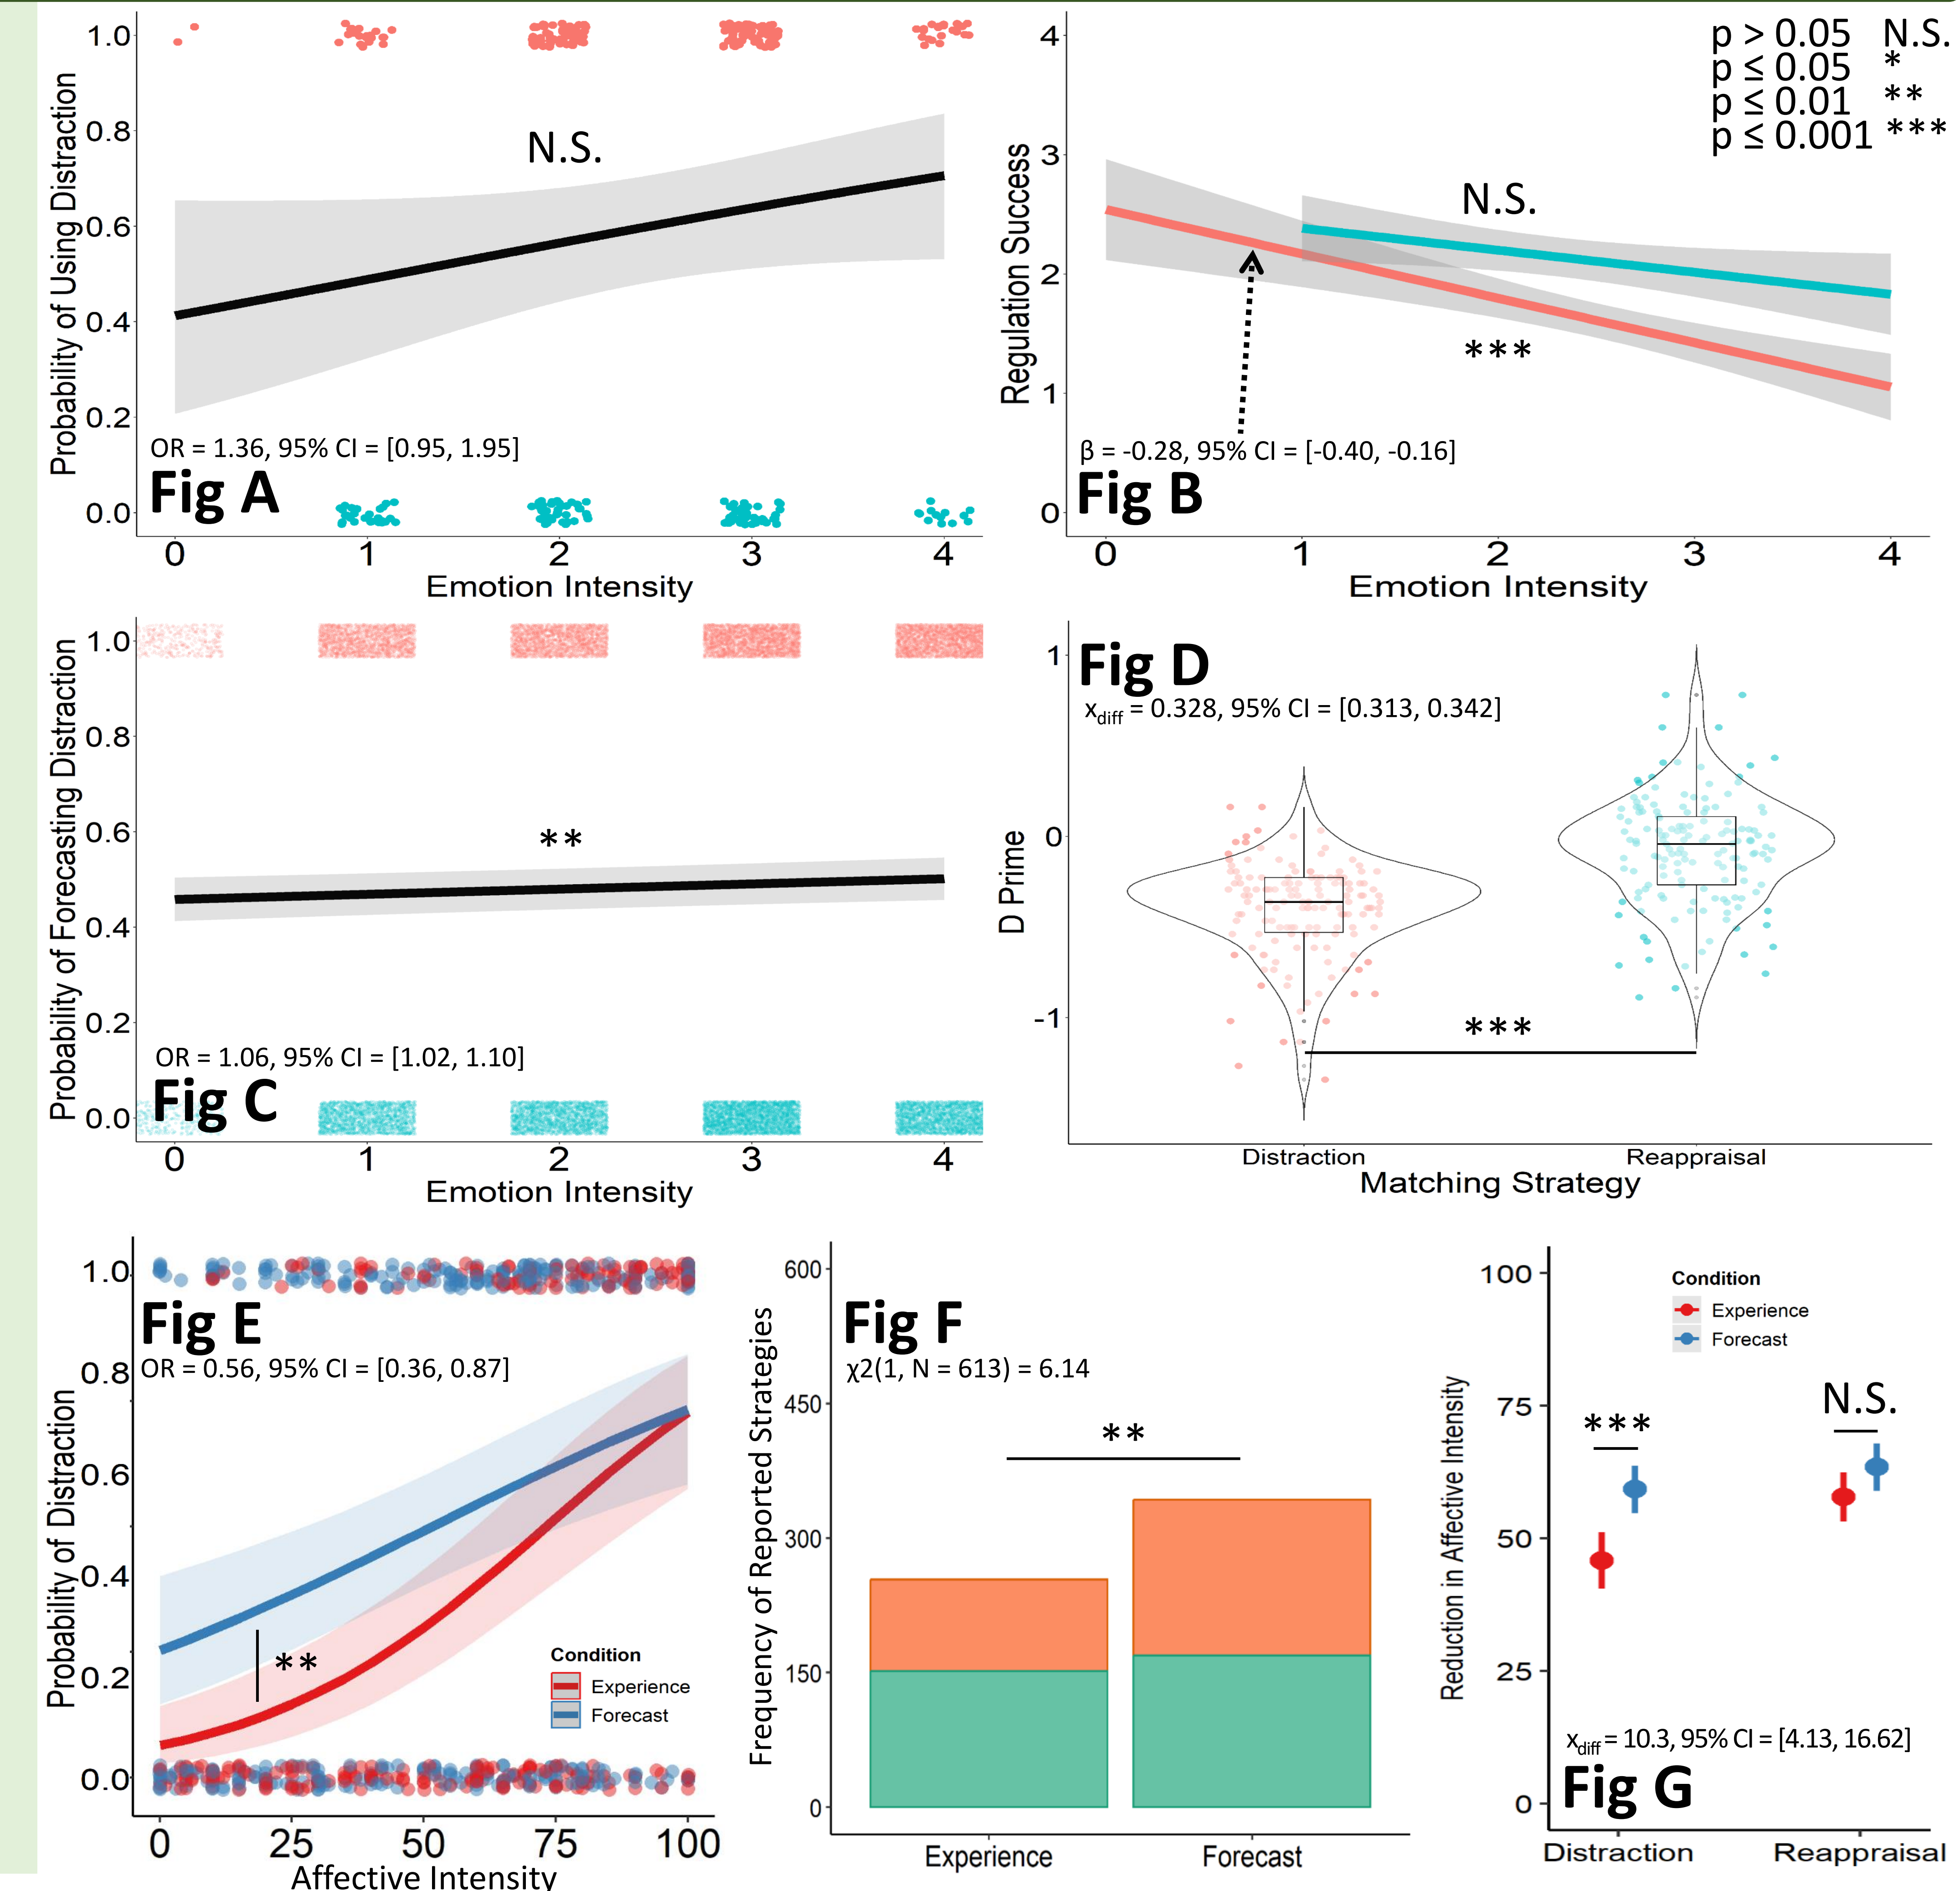 Probability of Using Distraction
1.0
0.8
0.6
0.4
0.2
0.0
N.S.
OR = 1.36, 95% CI = [0.95, 1.95]
Fig A
0 1 2 3 4
Emotion Intensity
Regulation Success
4
3
2
1
0
p > 0.05 N.S.
p ≤ 0.05 *
p ≤ 0.01 **
p ≤ 0.001 ***
N.S.
***
β = -0.28, 95% CI = [-0.40, -0.16]
Fig B
0 1 2 3 4
Emotion Intensity
Probability of Forecasting Distraction
1.0
0.8
0.6
0.4
0.2
0.0
**
OR = 1.06, 95% CI = [1.02, 1.10]
Fig C
0 1 2 3 4
Emotion Intensity
D Prime
1
0
-1
Fig D
xdiff = 0.328, 95% CI = [0.313, 0.342]
***
Distraction Reappraisal
Matching Strategy
Probability of Distraction
1.0
0.8
0.6
0.4
0.2
0.0
Fig E
OR = 0.56, 95% CI = [0.36, 0.87]
**
Condition
Experience
Forecast
0 25 50 75 100
Affective Intensity
Frequency of Reported Strategies
600
450
300
150
0
Fig F
χ2(1, N = 613) = 6.14
**
Experience Forecast
Reduction in Affective Intensity
100
75
50
25
0
Condition
Experience
Forecast
***
N.S.
xdiff = 10.3, 95% CI = [4.13, 16.62]
Fig G
Distraction Reappraisal